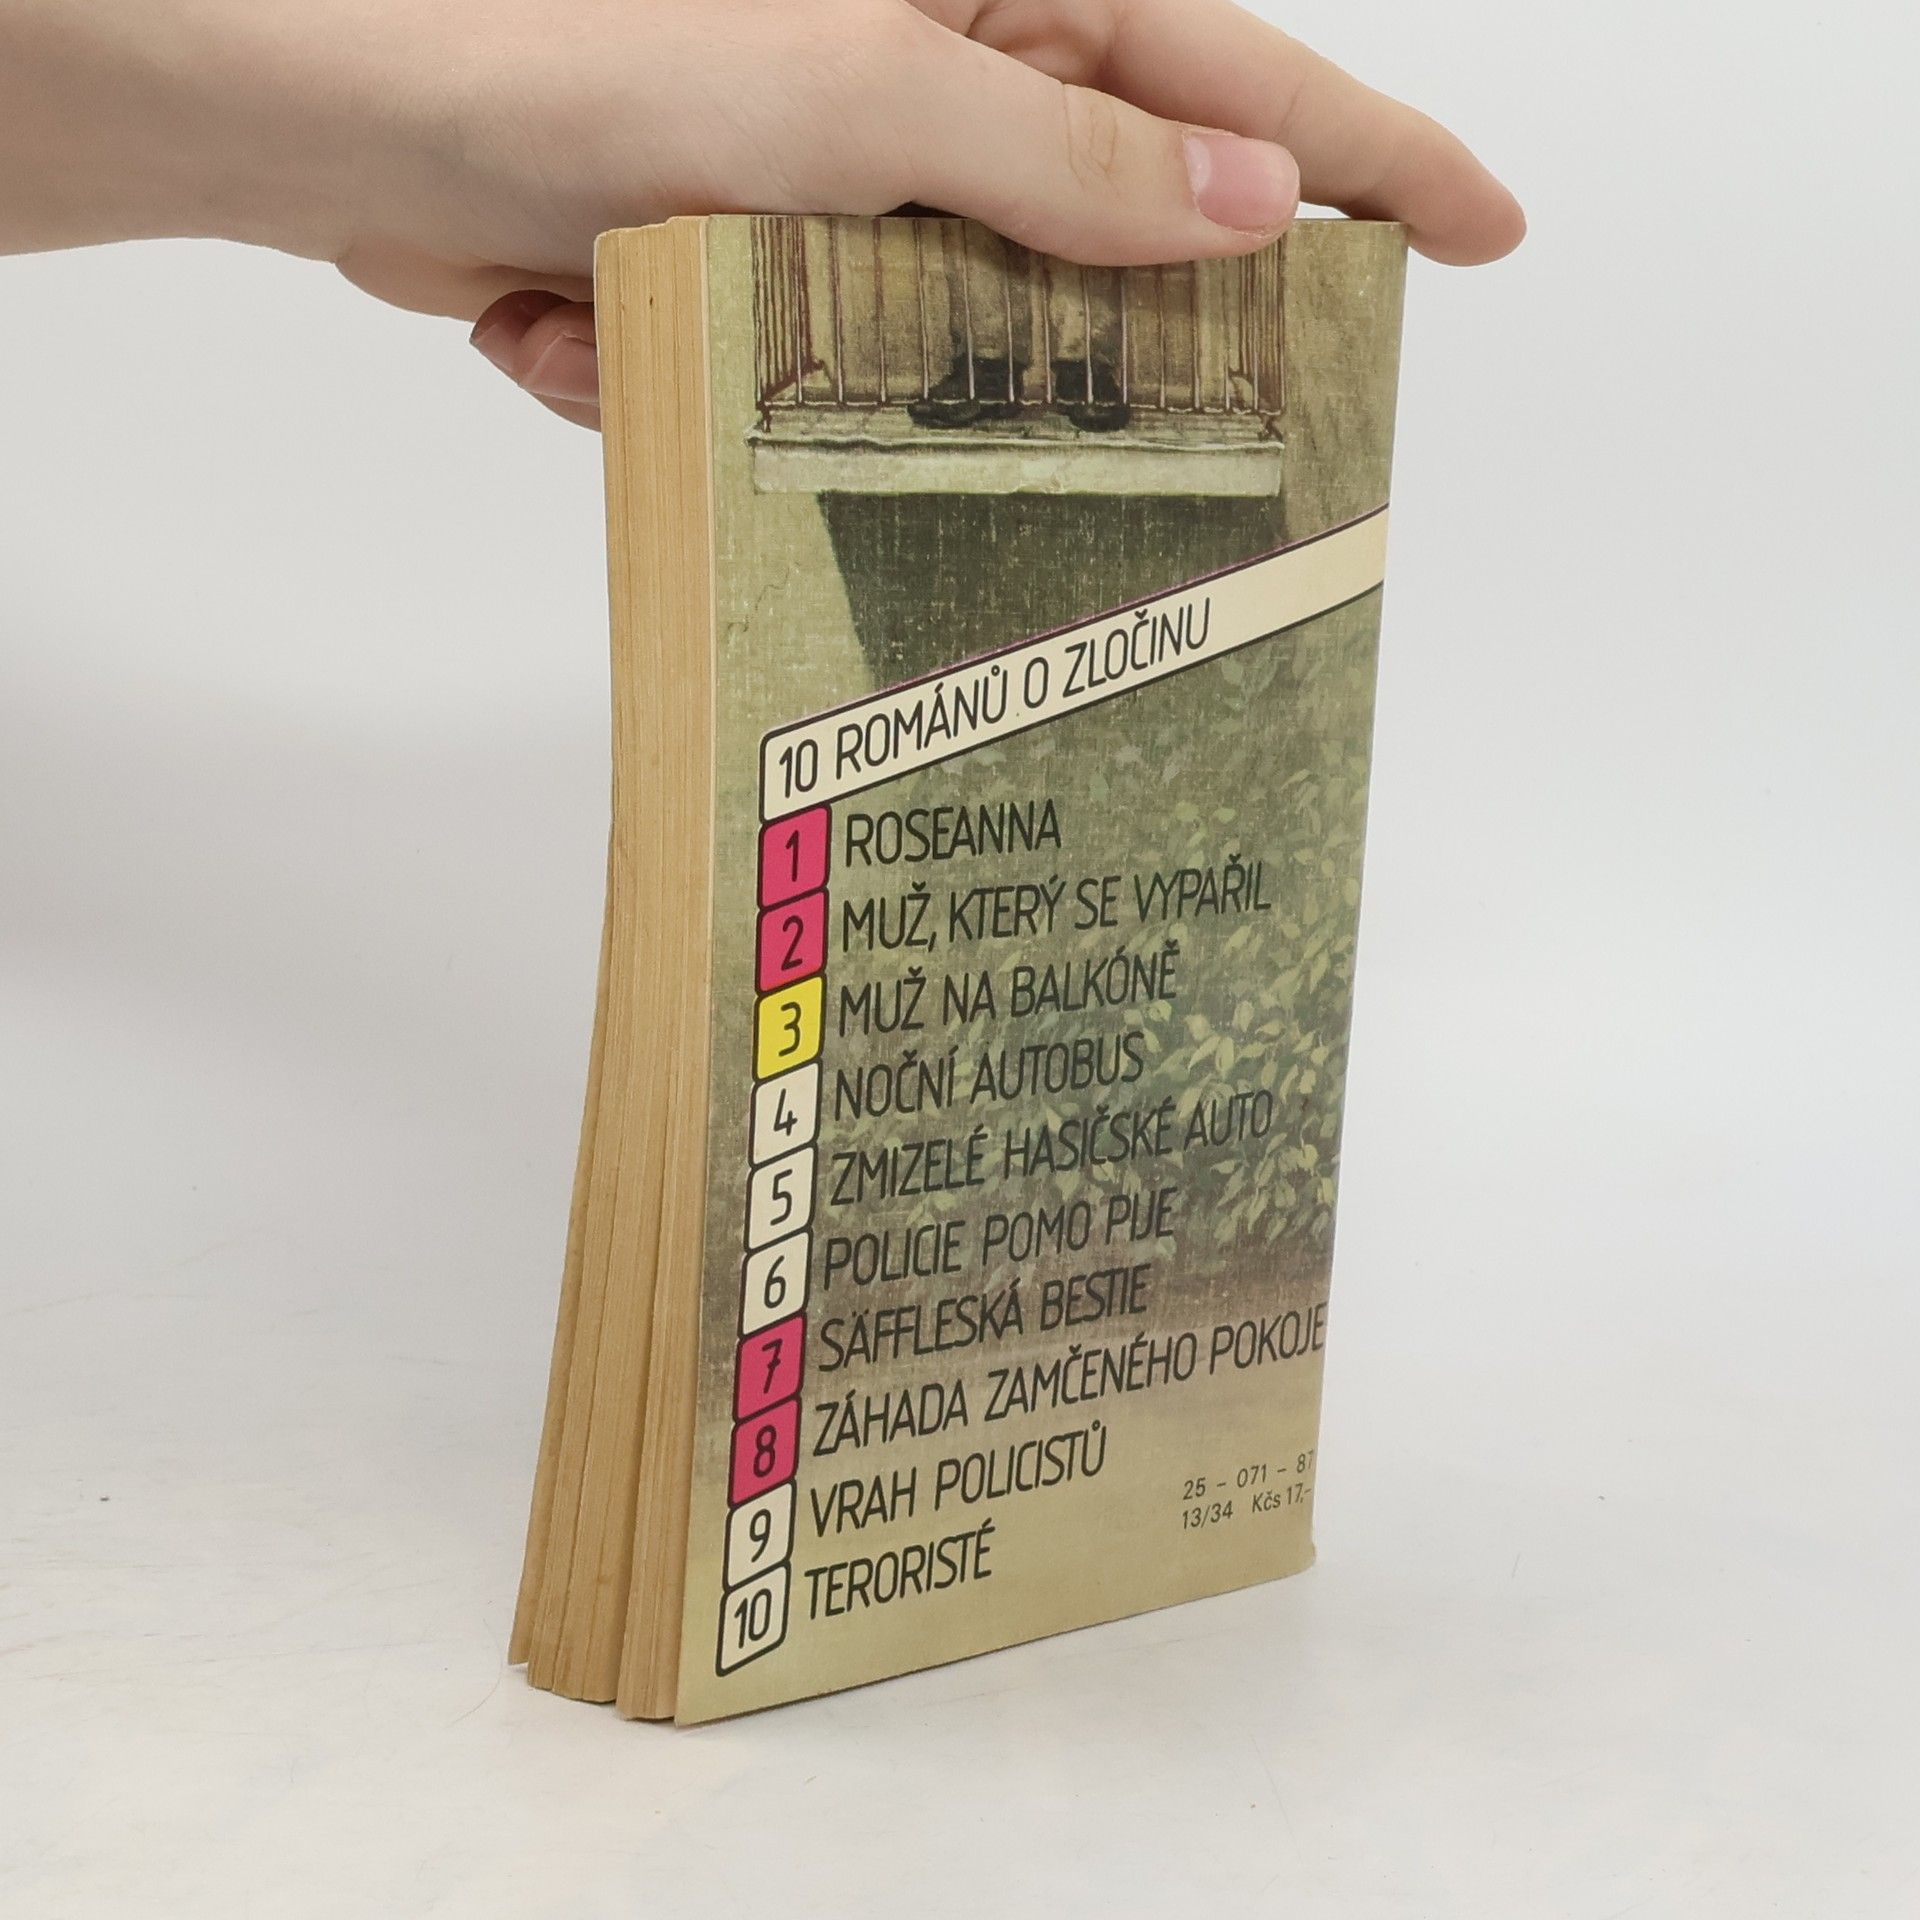 10 ROMÁNŮ O ZLOČINU
1 ROSEANNA
2 MUŽ, KTERÝ SE VYPAŘIL
3 MUŽ NA BALKÓNĚ
4 NOČNÍ AUTOBUS
5 ZMIZELÉ HASIČSKÉ AUTO
6 POLICIE POMO PIJE
7 SÄFFLESKÁ BESTIE
8 ZÁHADA ZAMČENÉHO POKOJE
9 VRAH POLICISTŮ
10 TERORISTÉ
25 – 071 – 87
13/34 Kčs 17,–